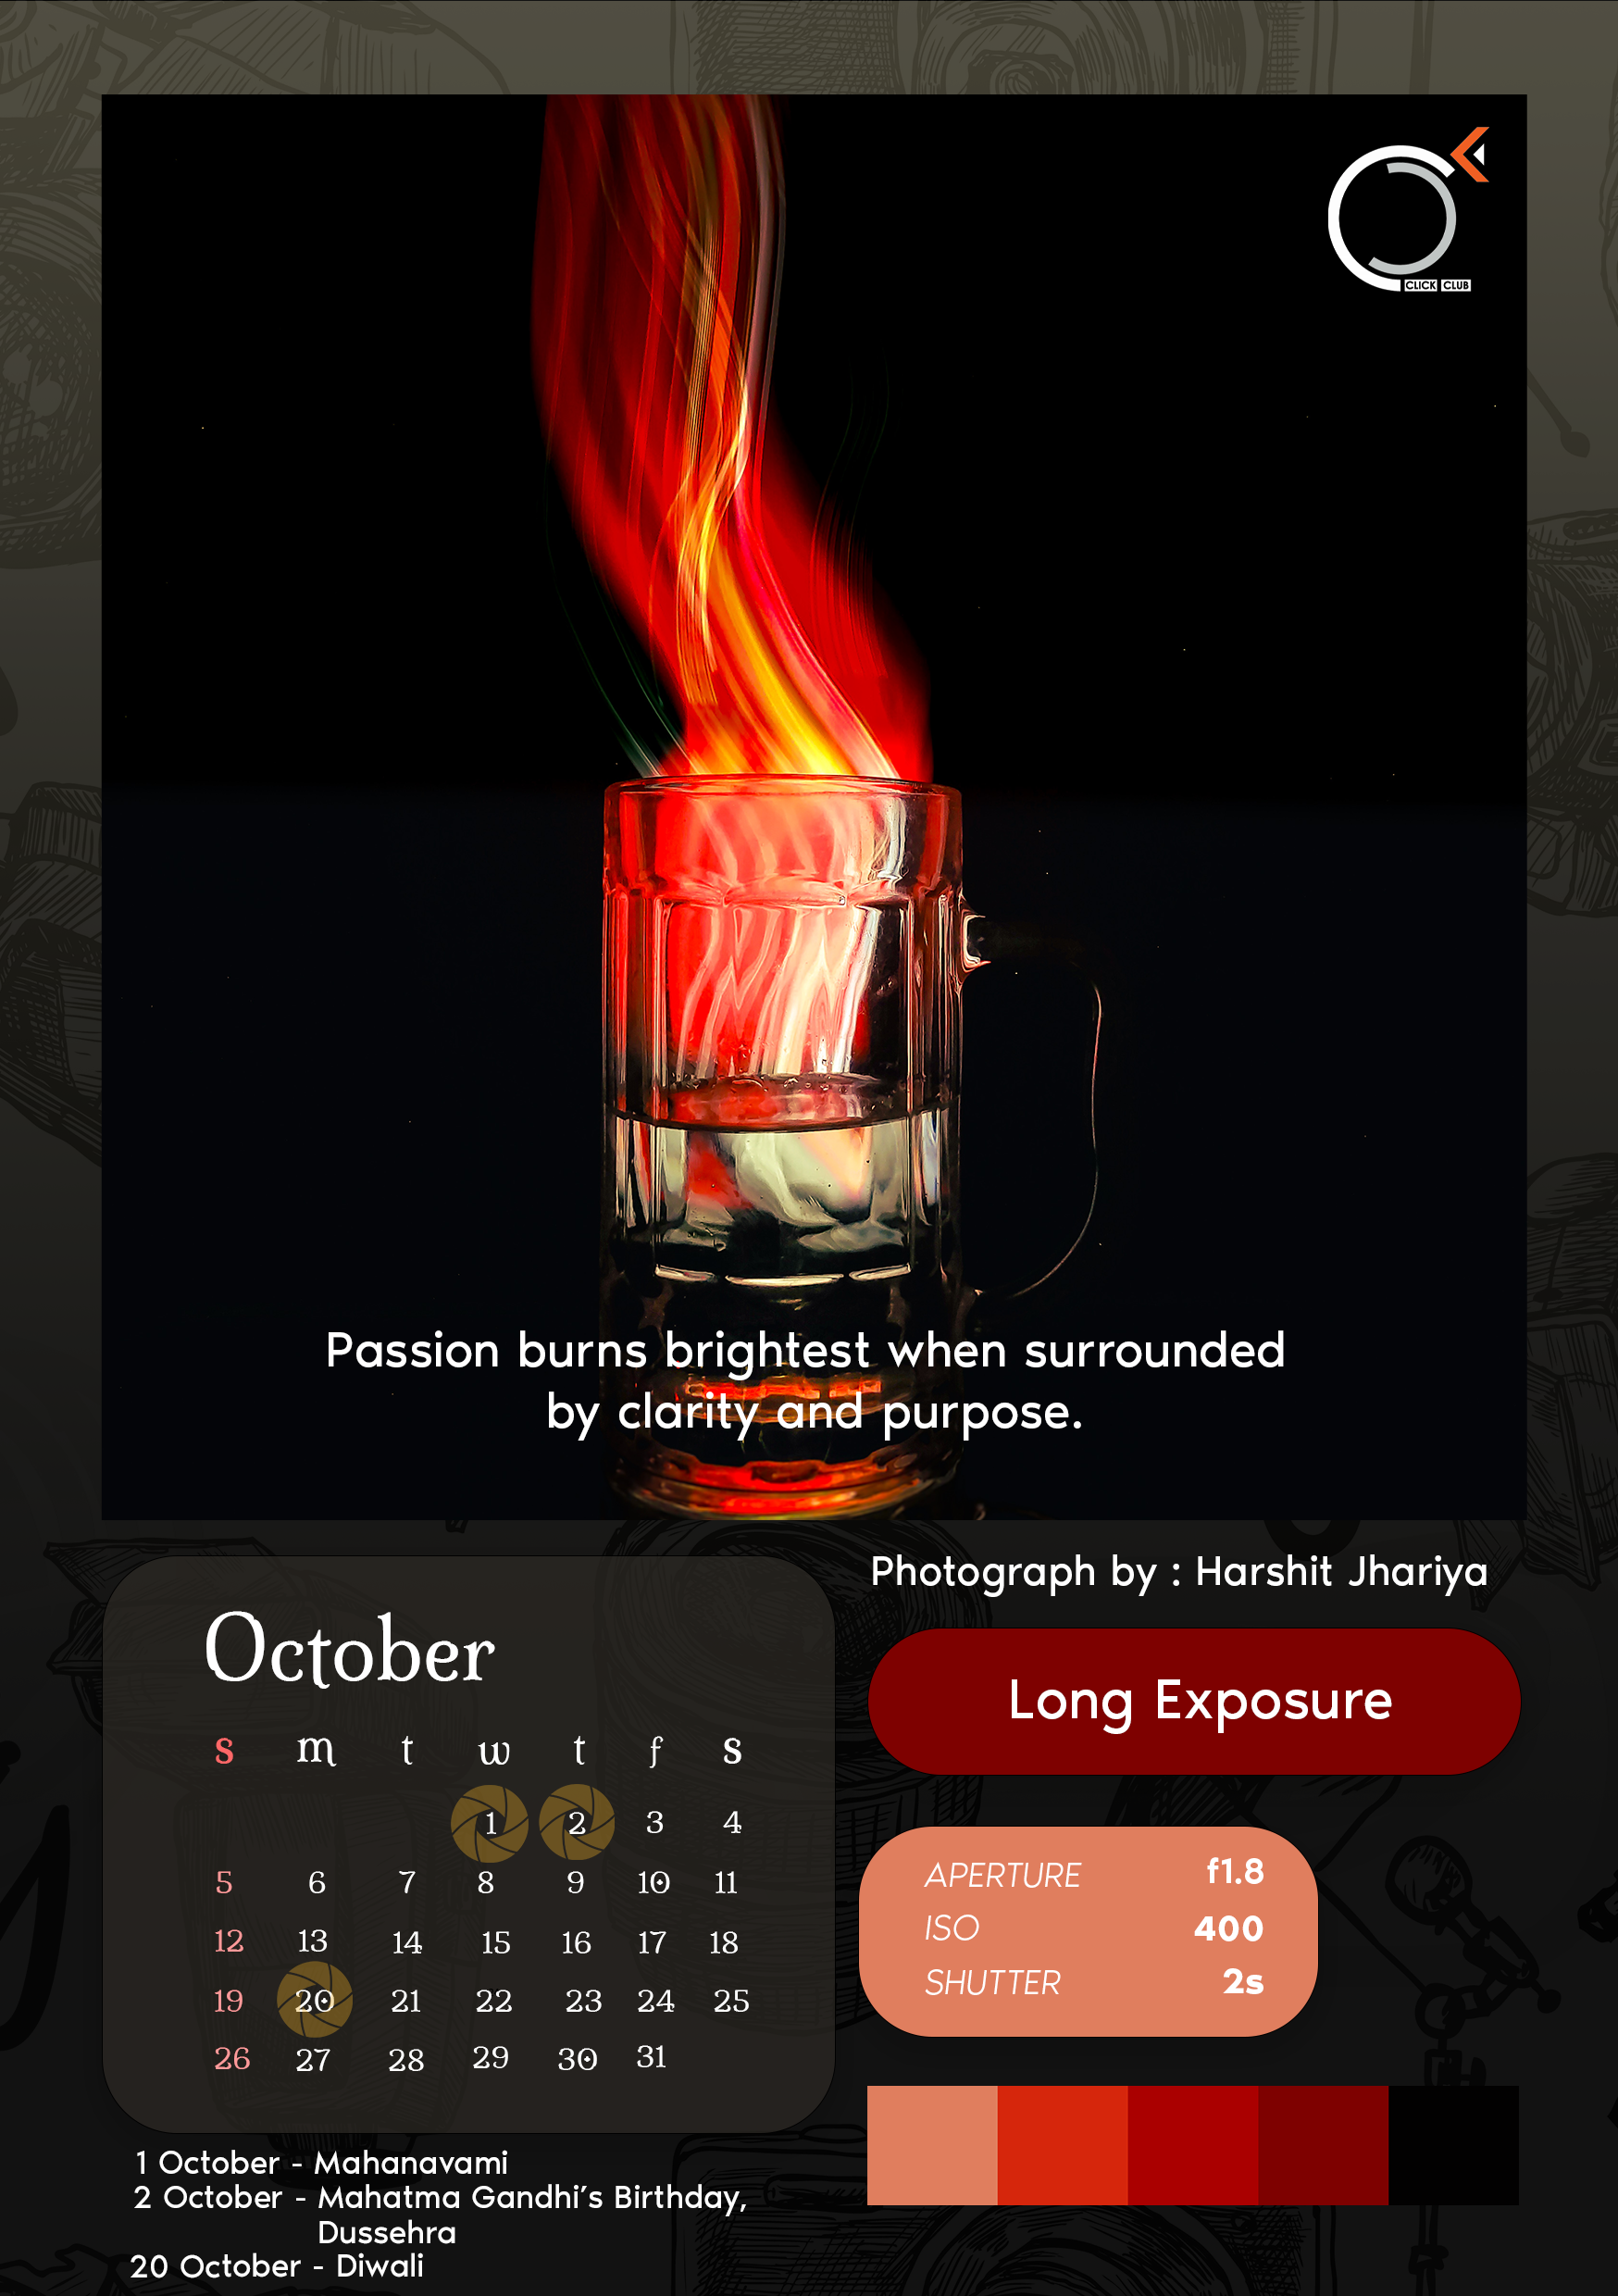 CLICK CLUB
Passion burns brightest when surrounded
by clarity and purpose.
Photograph by : Harshit Jhariya
Long Exposure
APERTURE f1.8
ISO 400
SHUTTER 2s
October
s m t w t f s
1 2 3 4
5 6 7 8 9 10 11
12 13 14 15 16 17 18
19 20 21 22 23 24 25
26 27 28 29 30 31
1 October - Mahanavami
2 October - Mahatma Gandhi's Birthday,
Dussehra
20 October - Diwali